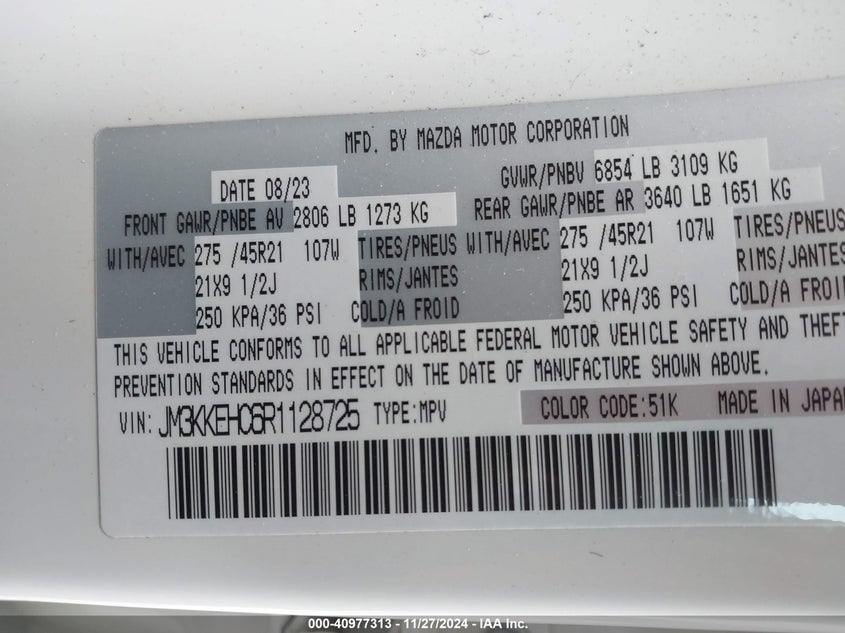 MFD. BY MAZDA MOTOR CORPORATION
DATE 08/23 GVWR/PNBV 6854 LB 3109 KG
FRONT GAWR/PNBE AV 2806 LB 1273 KG REAR GAWR/PNBE AR 3640 LB 1651 KG
WITH/AVEC 275 /45R21 107W TIRES/PNEUS WITH/AVEC 275 /45R21 107W TIRES/PNEUS
21X9 1/2J RIMS/JANTES 21X9 1/2J RIMS/JANTES
250 KPA/36 PSI COLD/A FROID 250 KPA/36 PSI COLD/A FROID
THIS VEHICLE CONFORMS TO ALL APPLICABLE FEDERAL MOTOR VEHICLE SAFETY AND THEFT
PREVENTION STANDARDS IN EFFECT ON THE DATE OF MANUFACTURE SHOWN ABOVE.
VIN: JM3KKEHC6R1128725 TYPE:MPV COLOR CODE:51K MADE IN JAPAN
000-40977313 - 11/27/2024 - IAA Inc.